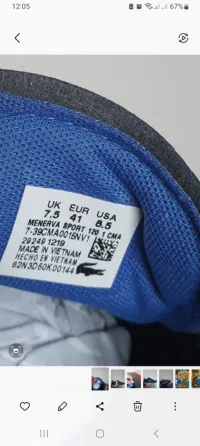 12:05
67%
UK EUR USA
7.5 41 8.5
MENERVA SPORT 120 1 CMA
7-39CMA0015NV1
29249 1219
MADE IN VIETNAM
HECHO EN VIETNAM
62N3D50K00144